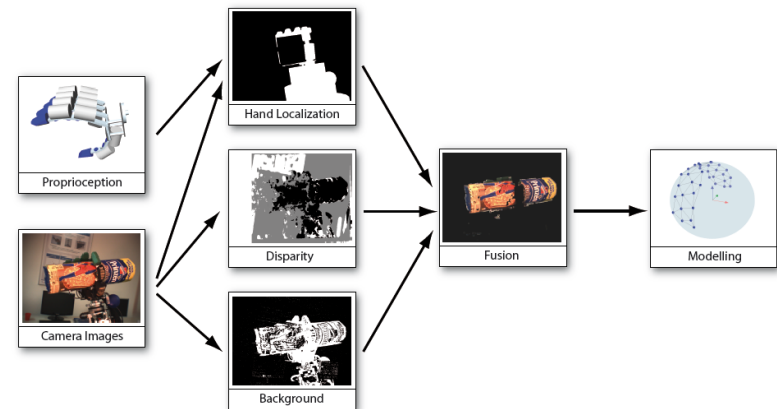 Proprioception
Camera Images
Hand Localization
Disparity
Background
Fusion
Modelling